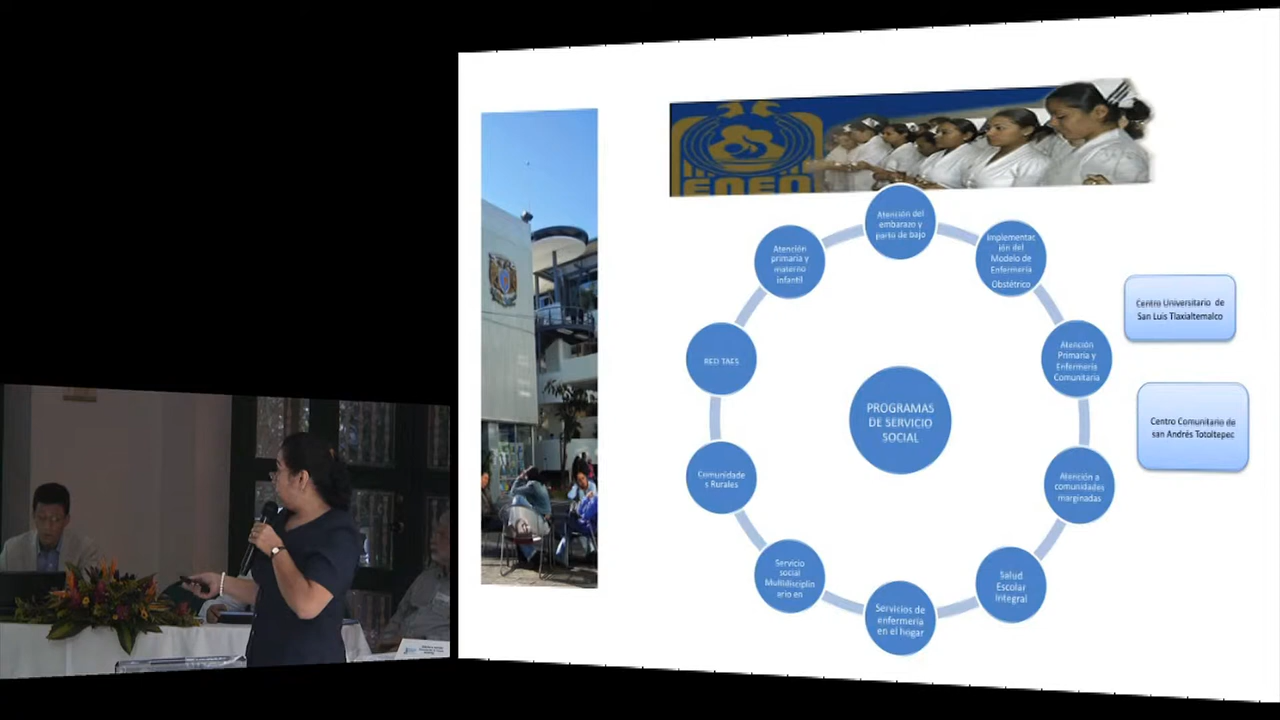 ENEO
Atención del
embarazo y
parto de bajo
Implementac
ión del
Modelo de
Enfermería
Obstétrico
Atención
Primaria y
Enfermería
Comunitaria
Atención a
comunidades
marginadas
Salud
Escolar
Integral
Servicios de
enfermería
en el hogar
Servicio
social
Multidisciplin
ario en
Comunidade
s Rurales
RED TAES
Atención
primaria y
materno
infantil
PROGRAMAS
DE SERVICIO
SOCIAL
Centro Universitario de
San Luis Tlaxialtemalco
Centro Comunitario de
san Andrés Totoltepec